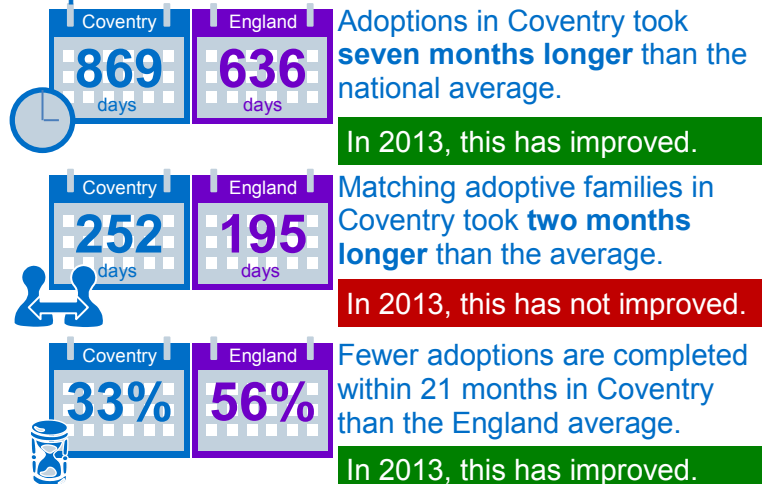 Coventry
England
869
636
days
days
Adoptions in Coventry took
seven months longer than the
national average.
In 2013, this has improved.
Coventry
England
252
195
days
days
Matching adoptive families in
Coventry took two months
longer than the average.
In 2013, this has not improved.
Coventry
England
33%
56%
Fewer adoptions are completed
within 21 months in Coventry
than the England average.
In 2013, this has improved.